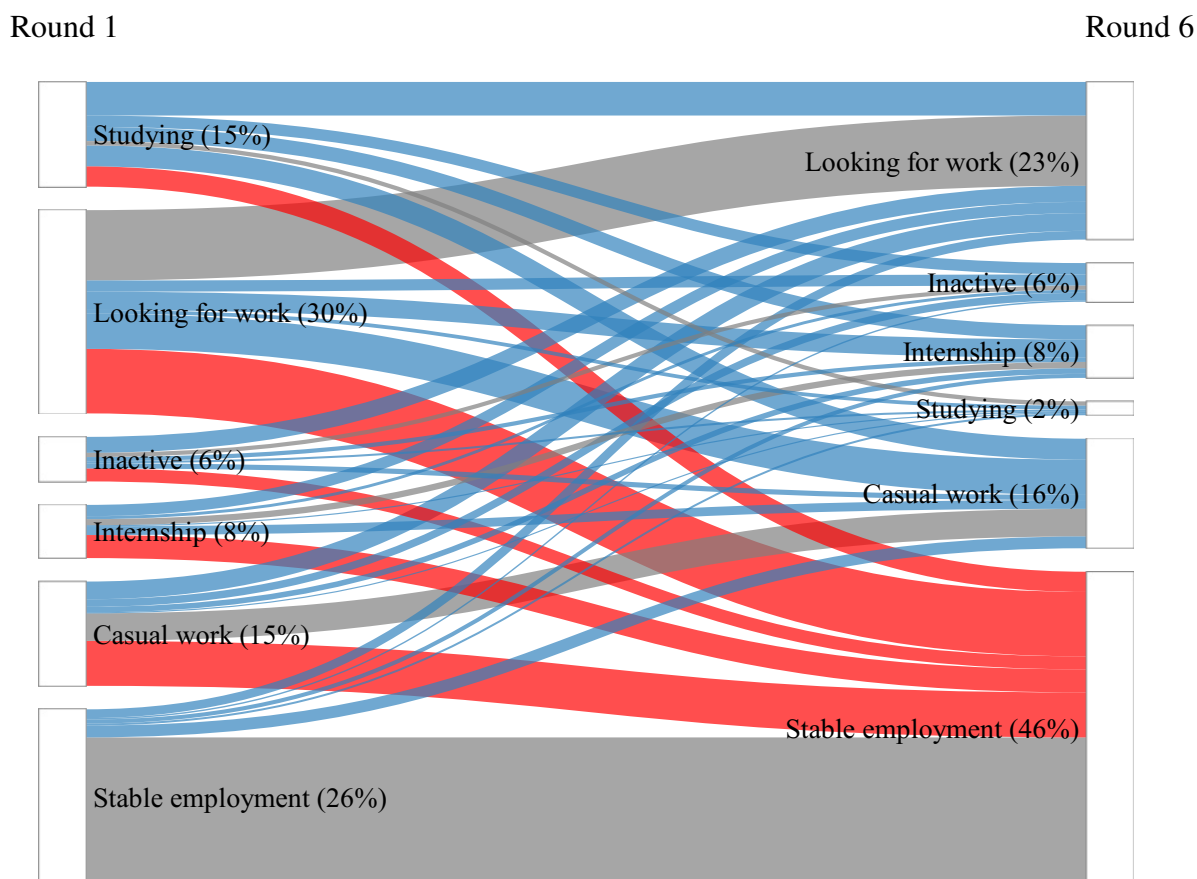 Round 1
Round 6
Studying (15%)
Looking for work (30%)
Inactive (6%)
Internship (8%)
Casual work (15%)
Stable employment (26%)
Looking for work (23%)
Inactive (6%)
Internship (8%)
Studying (2%)
Casual work (16%)
Stable employment (46%)